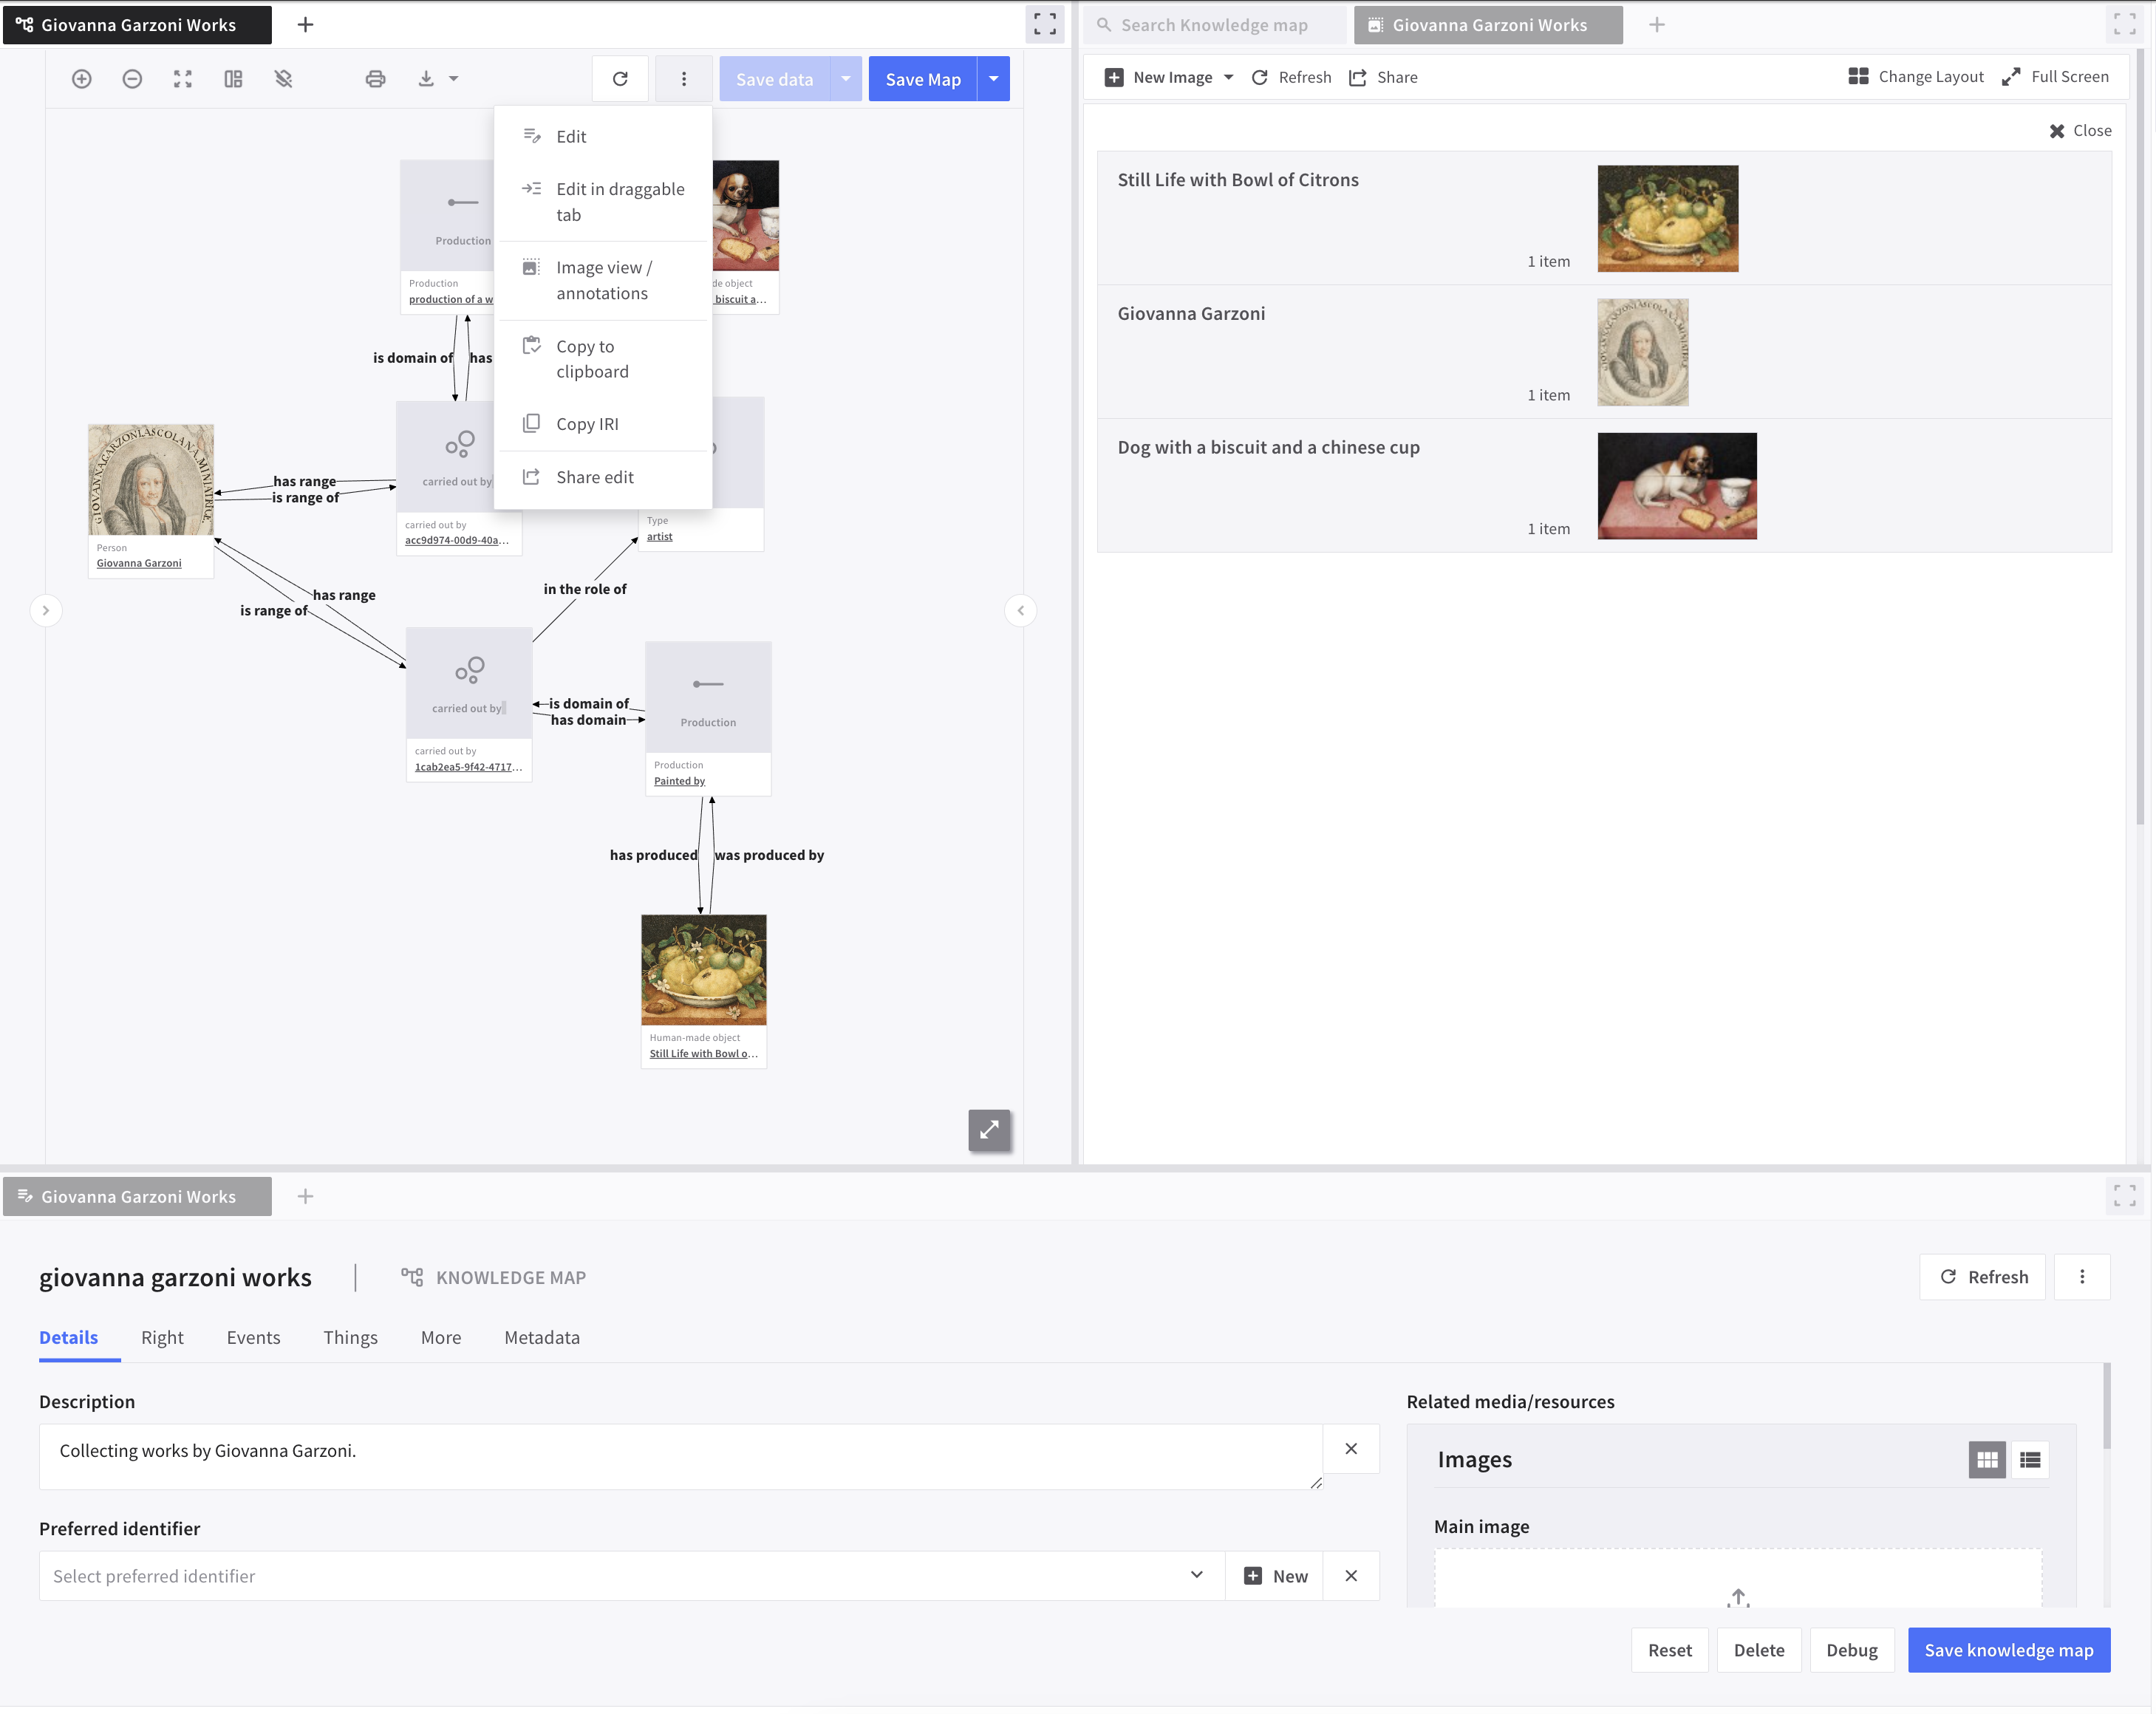 Giovanna Garzoni Works
Search Knowledge map
Giovanna Garzoni Works
Save data
Save Map
New Image
Refresh
Share
Change Layout
Full Screen
Edit
Edit in draggable
tab
Image view /
annotations
Copy to
clipboard
Copy IRI
Share edit
Close
Still Life with Bowl of Citrons
1 item
Giovanna Garzoni
1 item
Dog with a biscuit and a chinese cup
1 item
Production
Production
production of a w
de object
biscuit a...
is domain of
has
carried out by
carried out by
acc9d974-00d9-40a...
has range
is range of
Person
Giovanna Garzoni
Type
artist
has range
is range of
in the role of
carried out by
carried out by
1cab2ea5-9f42-4717...
is domain of
has domain
Production
Production
Painted by
has produced
was produced by
Human-made object
Still Life with Bowl o...
Giovanna Garzoni Works
giovanna garzoni works
KNOWLEDGE MAP
Refresh
Details
Right
Events
Things
More
Metadata
Description
Collecting works by Giovanna Garzoni.
Preferred identifier
Select preferred identifier
New
Related media/resources
Images
Main image
Reset
Delete
Debug
Save knowledge map